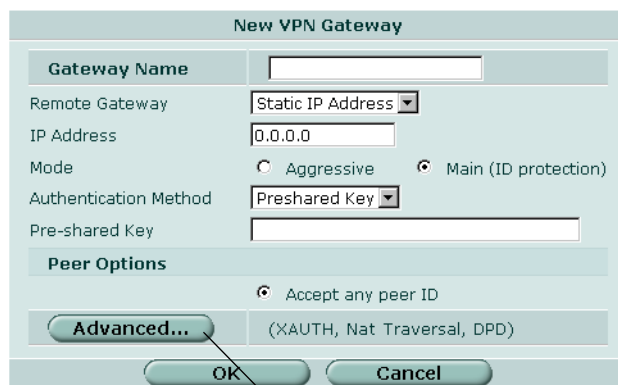 New VPN Gateway
Gateway Name
Remote Gateway Static IP Address
IP Address 0.0.0.0
Mode Aggressive Main (ID protection)
Authentication Method Preshared Key
Pre-shared Key
Peer Options
Accept any peer ID
Advanced... (XAUTH, Nat Traversal, DPD)
OK Cancel